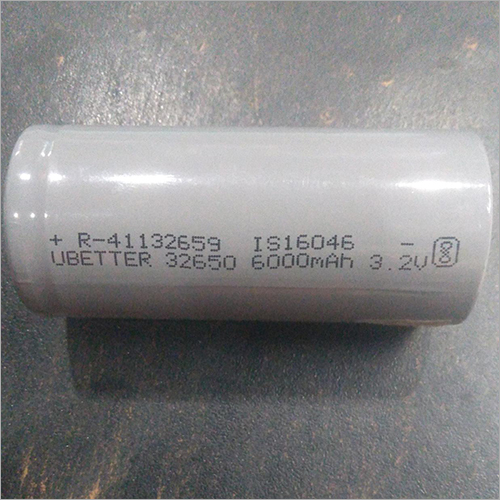 + R-41132659 IS16046 -
UBETTER 32650 6000mAh 3.2V